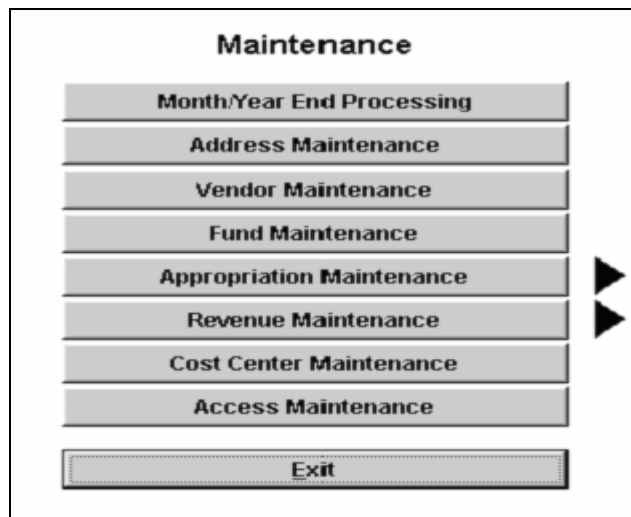 Maintenance
Month/Year End Processing
Address Maintenance
Vendor Maintenance
Fund Maintenance
Appropriation Maintenance
Revenue Maintenance
Cost Center Maintenance
Access Maintenance
Exit